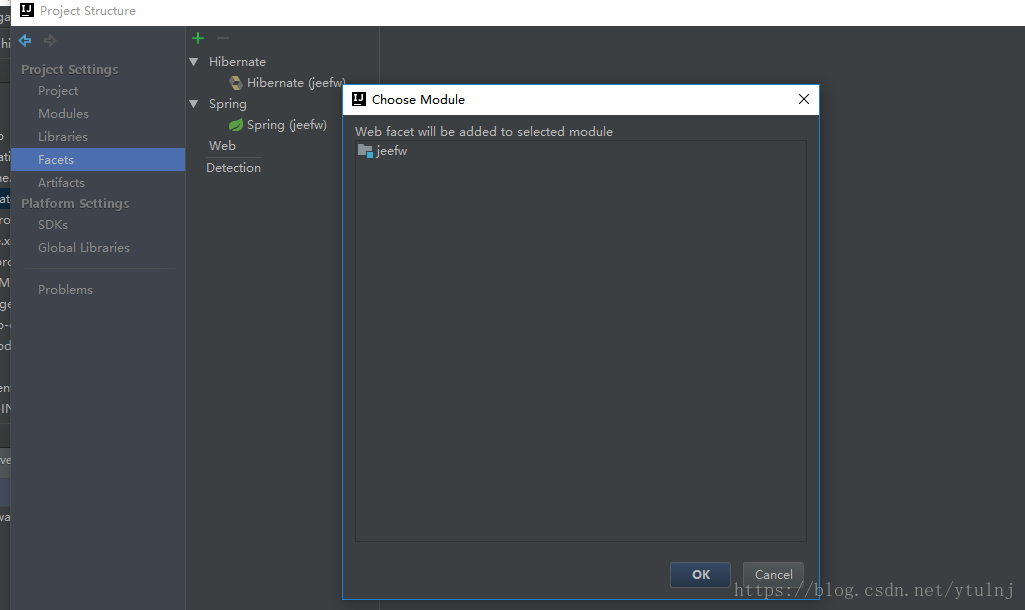 Project Structure
Project Settings
Project
Modules
Libraries
Facets
Artifacts
Platform Settings
SDKs
Global Libraries
Problems
Hibernate
Hibernate (jeefw)
Spring
Spring (jeefw)
Web
Detection
Choose Module
Web facet will be added to selected module
jeefw
OK
Cancel
https://blog.csdn.net/ytulnj